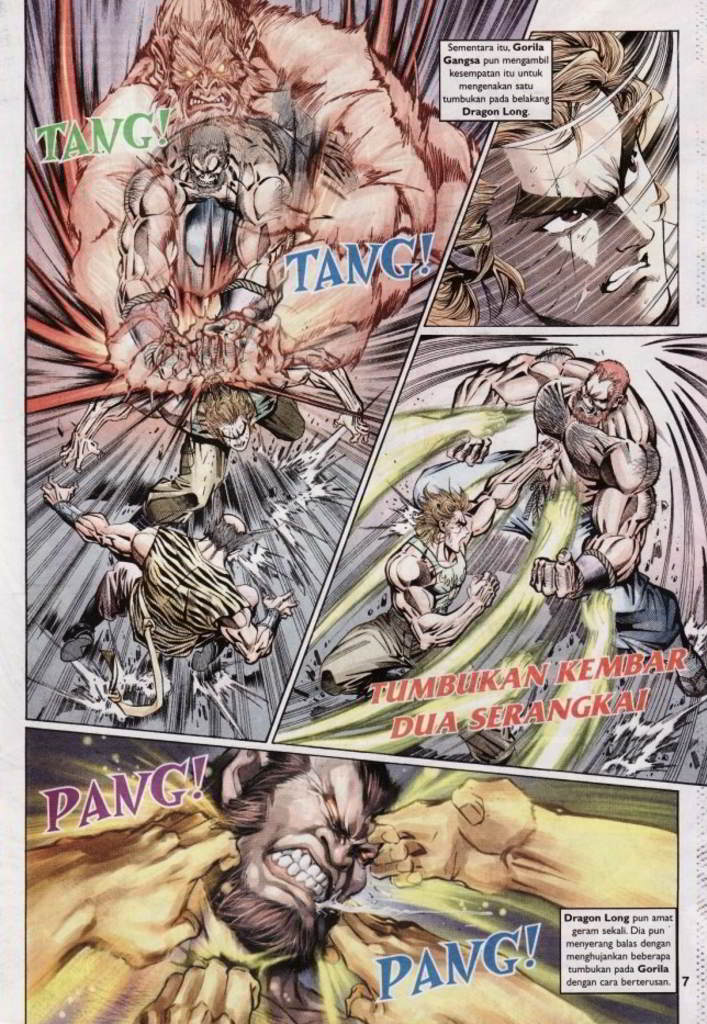 Sementara itu, Gorila
Gangsa pun mengambil
kesempatan itu untuk
mengenakan satu
tumbukan pada belakang
Dragon Long.
TANG!
TANG!
TUMBUKAN KEMBAR
DUA SERANGKAI
PANG!
PANG!
Dragon Long pun amat
geram sekali. Dia pun
menyerang balas dengan
menghujankan beberapa
tumbukan pada Gorila
dengan cara berterusan.
7